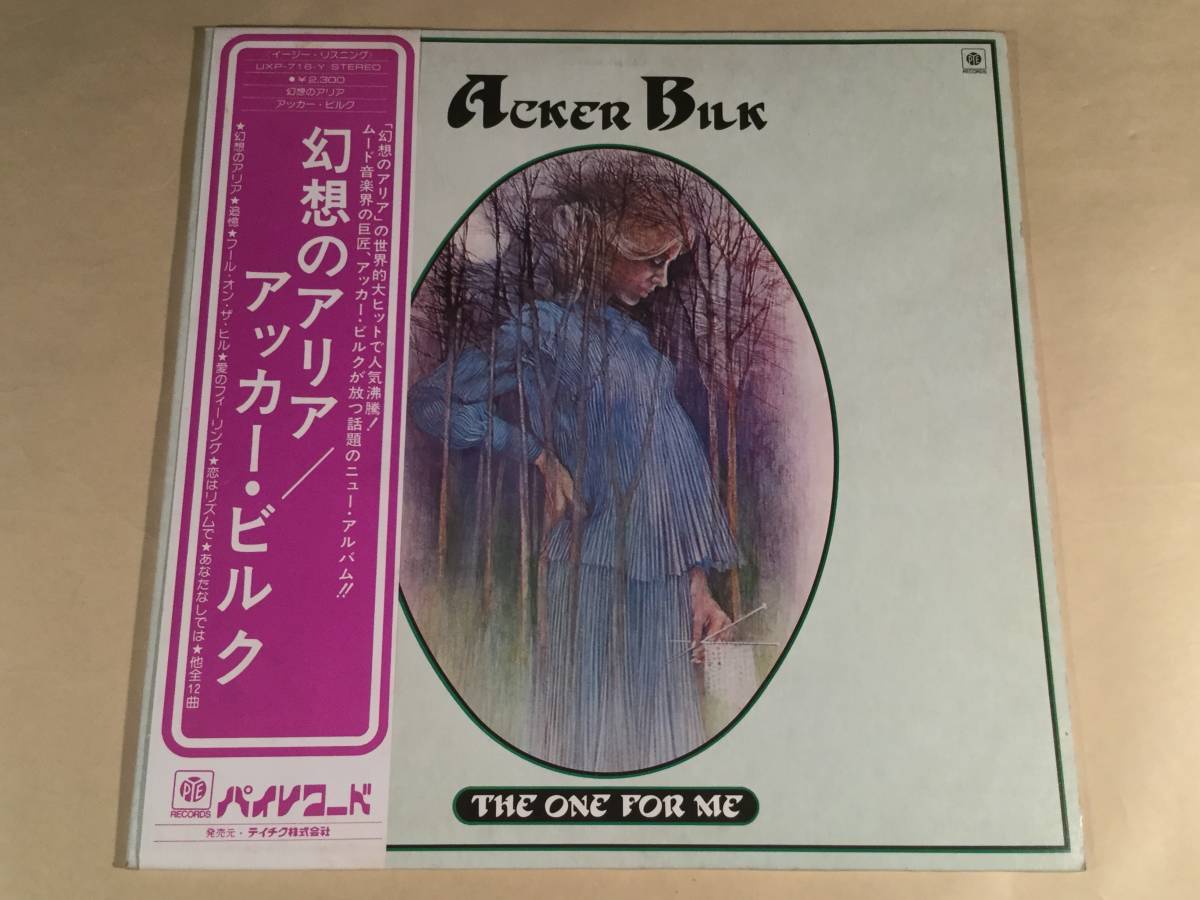 イージー・リスニング
UXP-716-Y STEREO
●¥2,300
幻想のアリア
アッカー・ビルク
「幻想のアリア」の世界的大ヒットで人気沸騰!
ムード音楽界の巨匠、アッカー・ビルクが放つ話題のニュー・アルバム!!
幻想のアリア/
アッカー・ビルク
★幻想のアリア★追憶★フール・オン・ザ・ヒル★愛のフィーリング★恋はリズムで★あなたなしでは★他全12曲
PYE
RECORDS
パイレコード
発売元・テイチク株式会社
ACKER BILK
PYE
RECORDS
THE ONE FOR ME